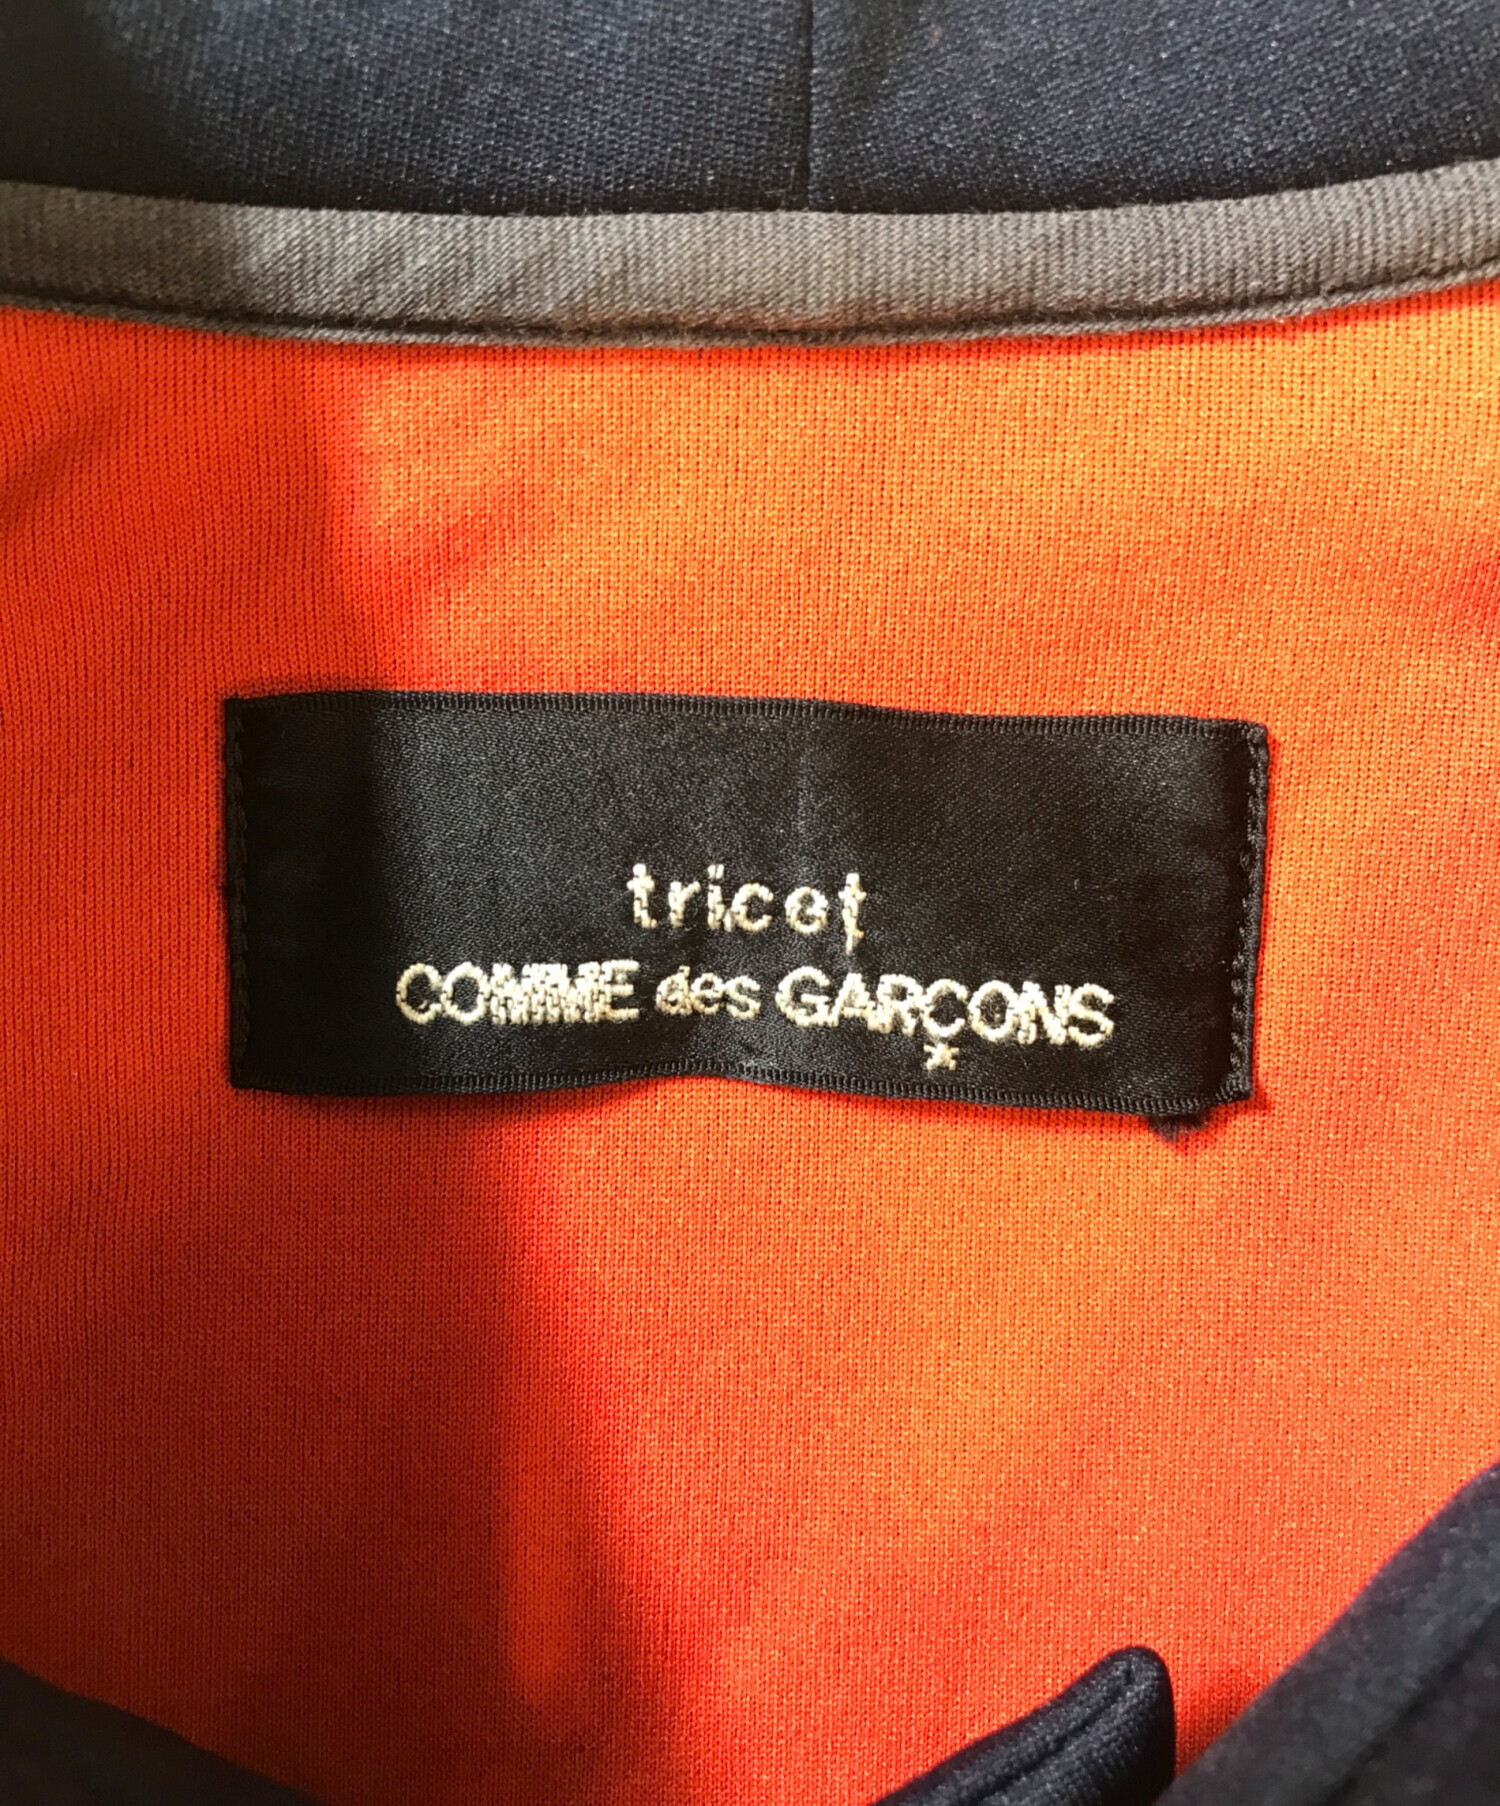 tricot
COMME des GARÇONS
*